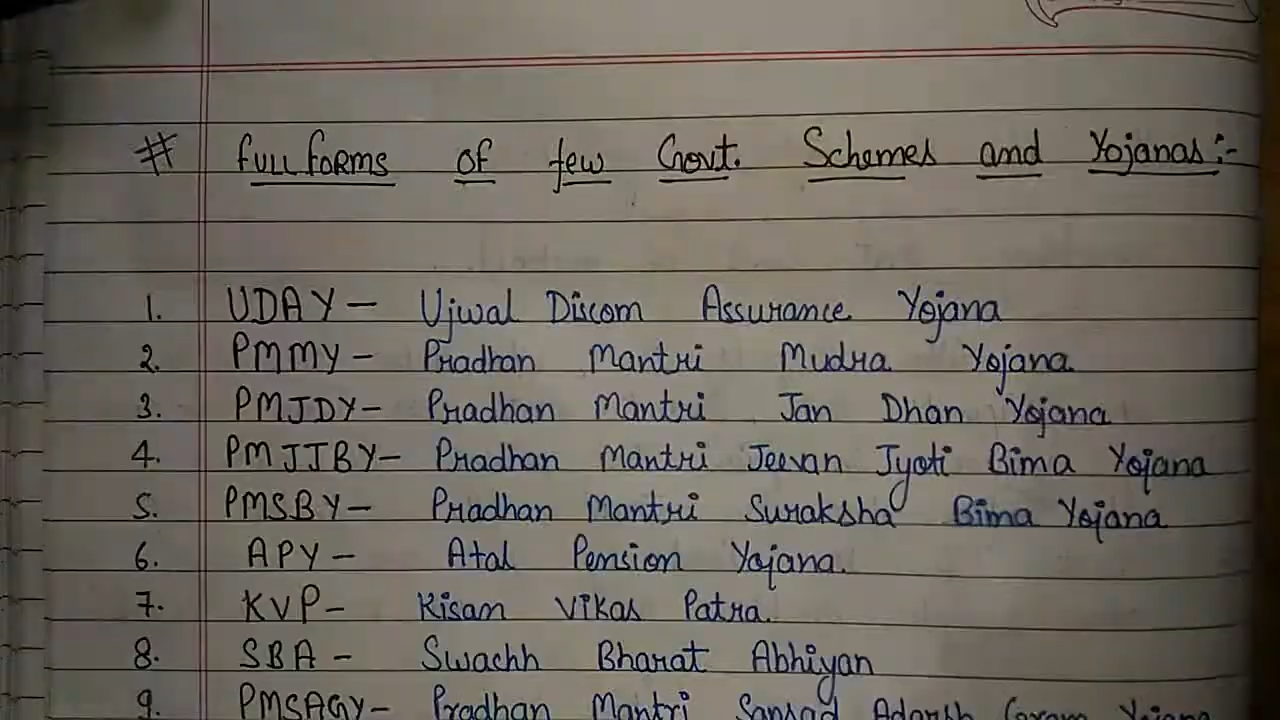 # Full forms of few Govt. Schemes and Yojanas:-
1. UDAY - Ujwal Discom Assurance Yojana
2. PMMY - Pradhan Mantri Mudra Yojana
3. PMJDY - Pradhan Mantri Jan Dhan Yojana
4. PMJJBY - Pradhan Mantri Jeevan Jyoti Bima Yojana
5. PMSBY - Pradhan Mantri Suraksha Bima Yojana
6. APY - Atal Pension Yojana.
7. KVP - Kisan Vikas Patra.
8. SBA - Swachh Bharat Abhiyan
9. PMSAGY - Pradhan Mantri Sansad Adarsh Gram Yojana